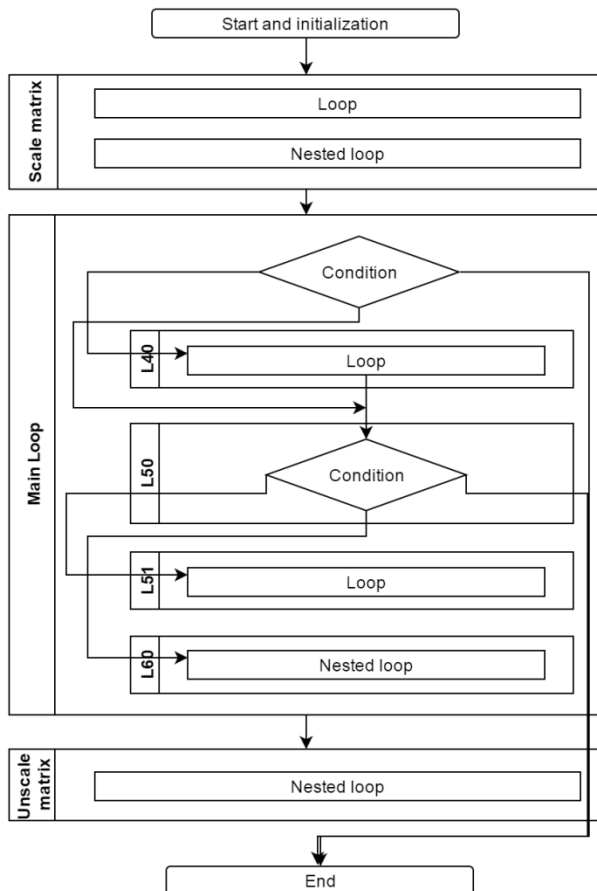 Start and initialization
Scale matrix
Loop
Nested loop
Main Loop
Condition
L40
Loop
L50
Condition
L51
Loop
L60
Nested loop
Unscale
matrix
Nested loop
End